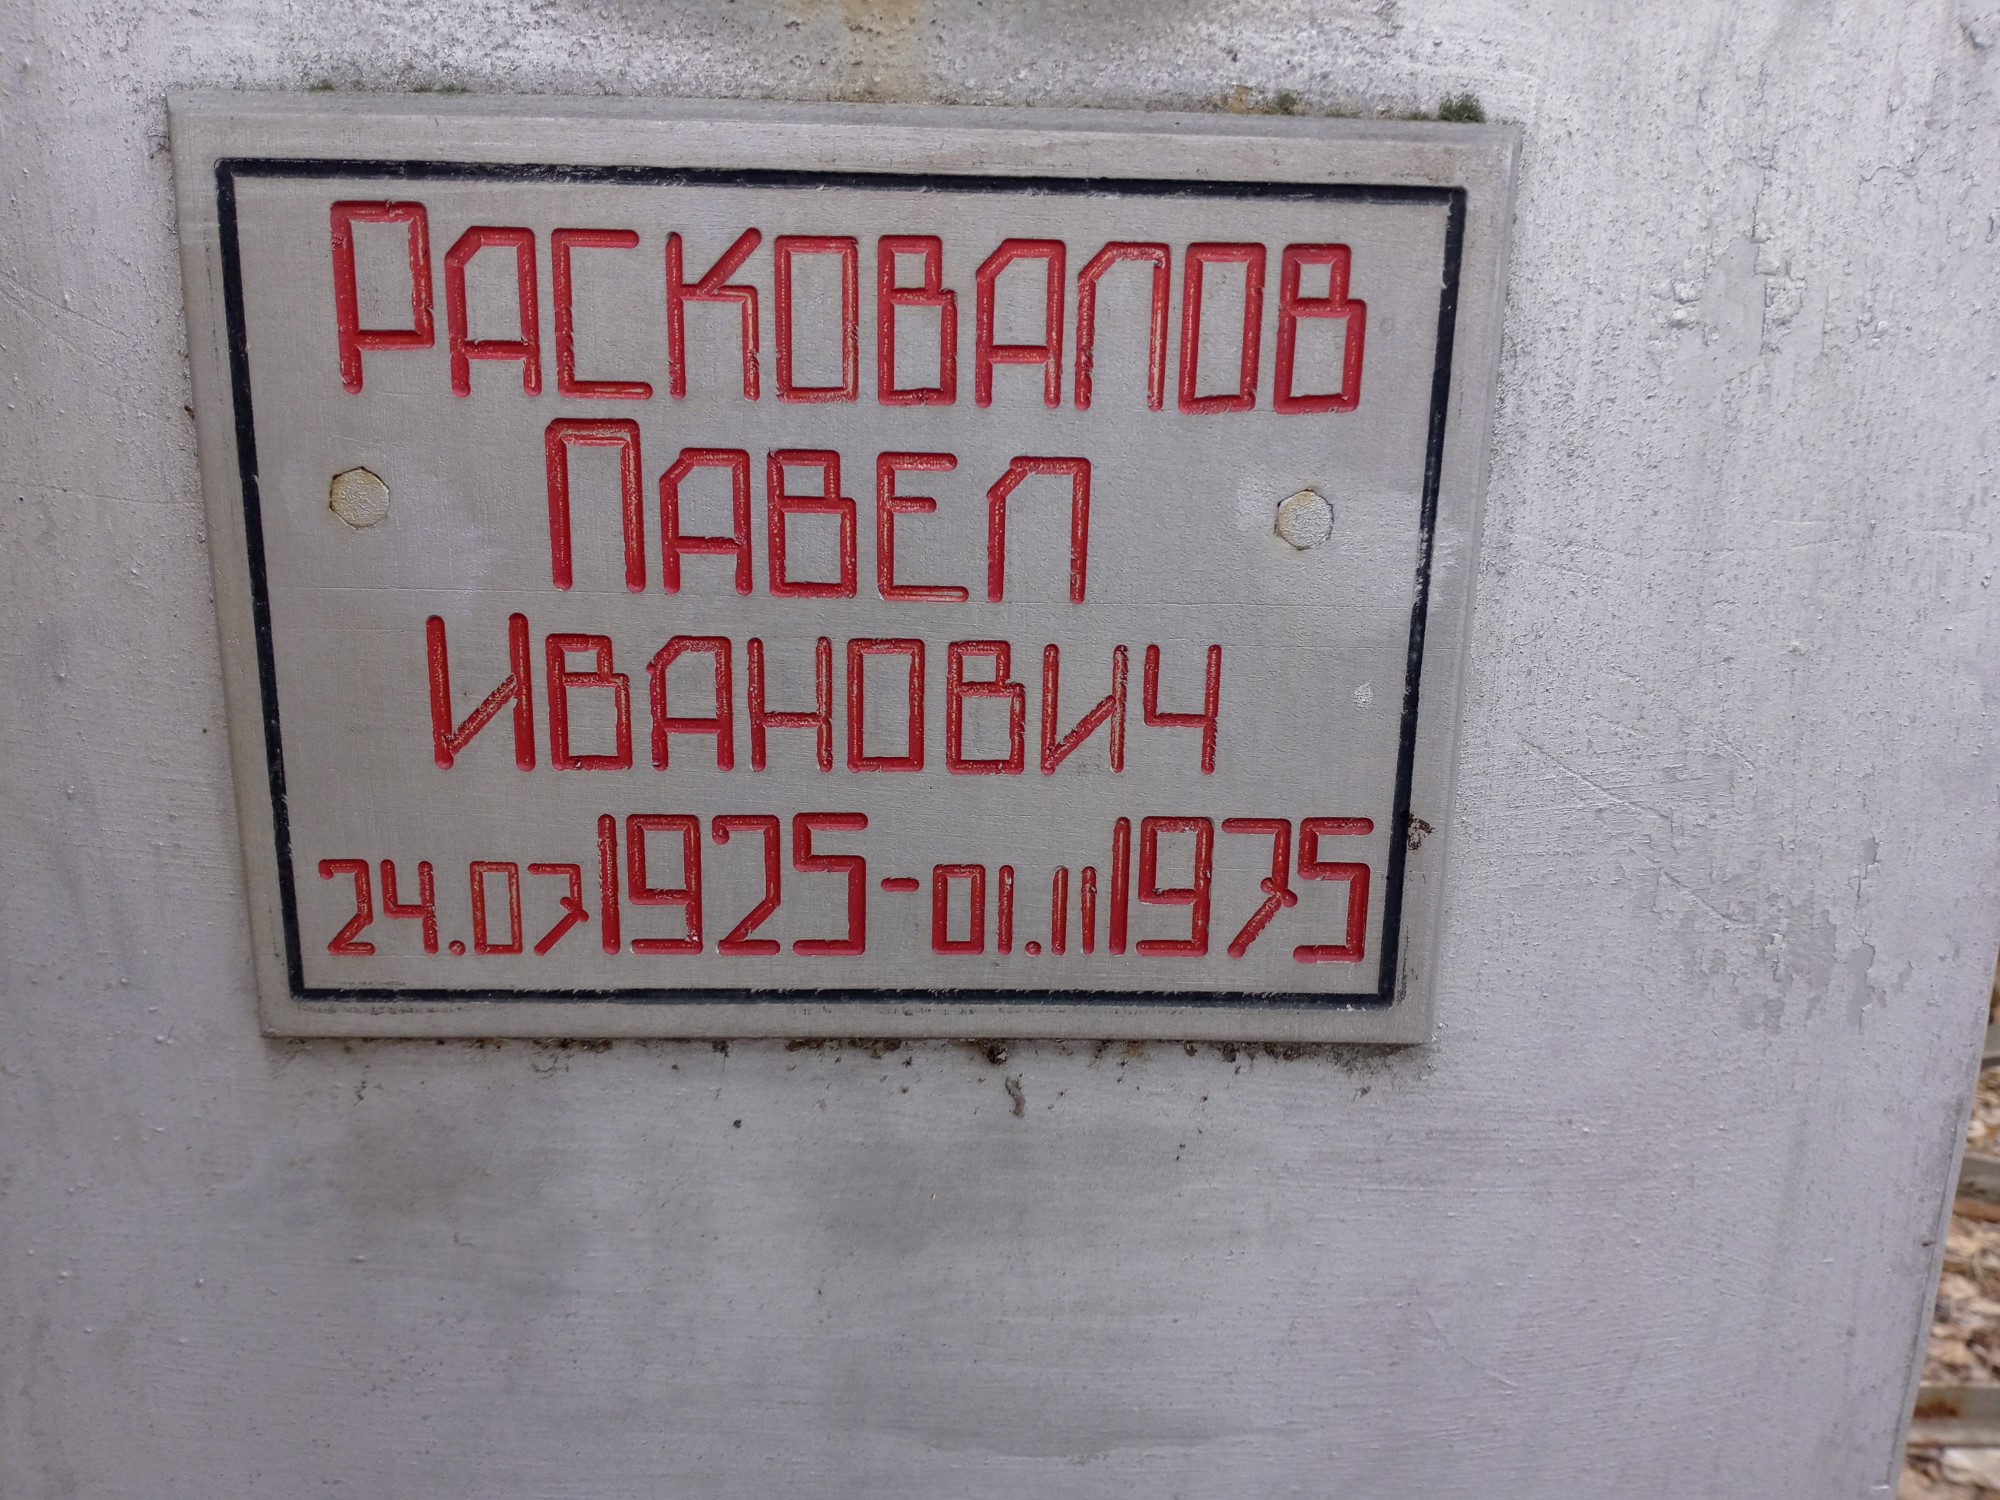 Расковалов
Павел
Иванович
24.07 1925-01.11 1975